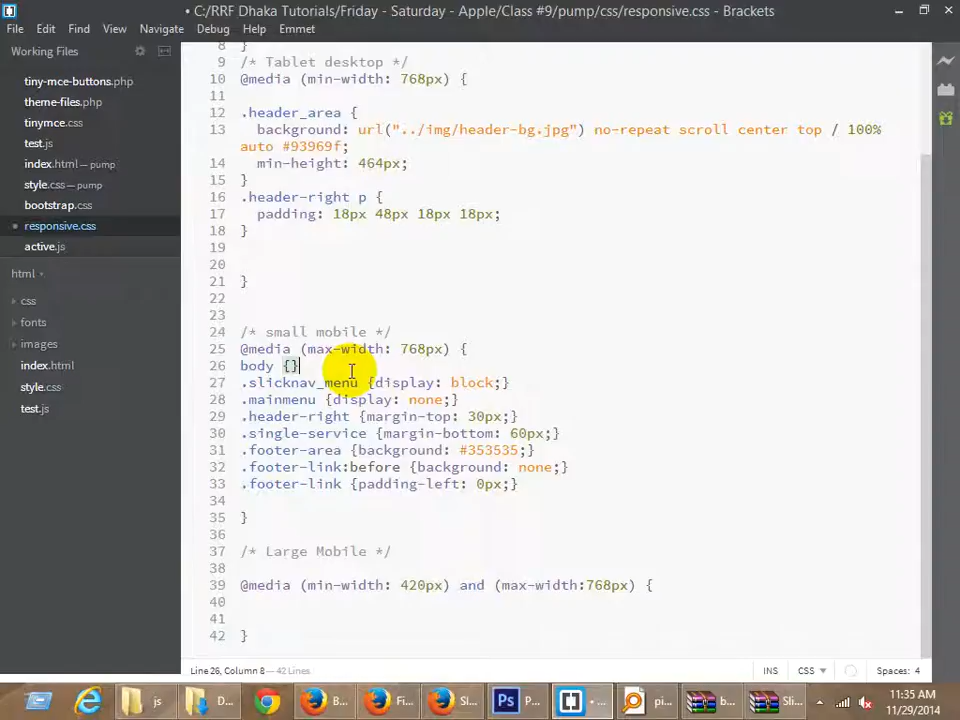 • C:/RRF Dhaka Tutorials/Friday - Saturday - Apple/Class #9/pump/css/responsive.css - Brackets
File Edit Find View Navigate Debug Help Emmet
Working Files
tiny-mce-buttons.php
theme-files.php
tinymce.css
test.js
index.html — pump
style.css — pump
bootstrap.css
responsive.css
active.js
html
css
fonts
images
index.html
style.css
test.js
8 }
9 /* Tablet desktop */
10 @media (min-width: 768px) {
11
12 .header_area {
13 background: url("../img/header-bg.jpg") no-repeat scroll center top / 100%
auto #93969f;
14 min-height: 464px;
15 }
16 .header-right p {
17 padding: 18px 48px 18px 18px;
18 }
19
20
21 }
22
23
24 /* small mobile */
25 @media (max-width: 768px) {
26 body {}
27 .slicknav_menu {display: block;}
28 .mainmenu {display: none;}
29 .header-right {margin-top: 30px;}
30 .single-service {margin-bottom: 60px;}
31 .footer-area {background: #353535;}
32 .footer-link:before {background: none;}
33 .footer-link {padding-left: 0px;}
34
35 }
36
37 /* Large Mobile */
38
39 @media (min-width: 420px) and (max-width:768px) {
40
41
42 }
Line 26, Column 8 — 42 Lines
INS CSS Spaces: 4
js D... B... Fi... Sl... Ps P... - ... pi... b... Sli...
11:35 AM
11/29/2014